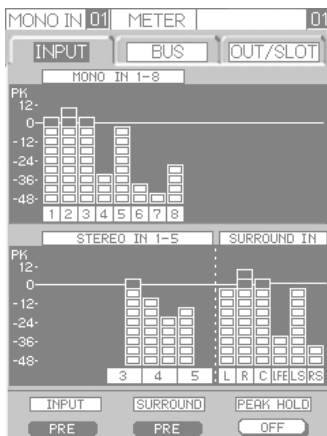 MONO IN 01 METER 01
INPUT BUS OUT/SLOT
MONO IN 1-8
PK
12-
0-
-12-
-24-
-36-
-48-
1 2 3 4 5 6 7 8
STEREO IN 1-5 SURROUND IN
PK
12-
0-
-12-
-24-
-36-
-48-
3 4 5 L R C LFE LS RS
INPUT SURROUND PEAK HOLD
PRE PRE OFF